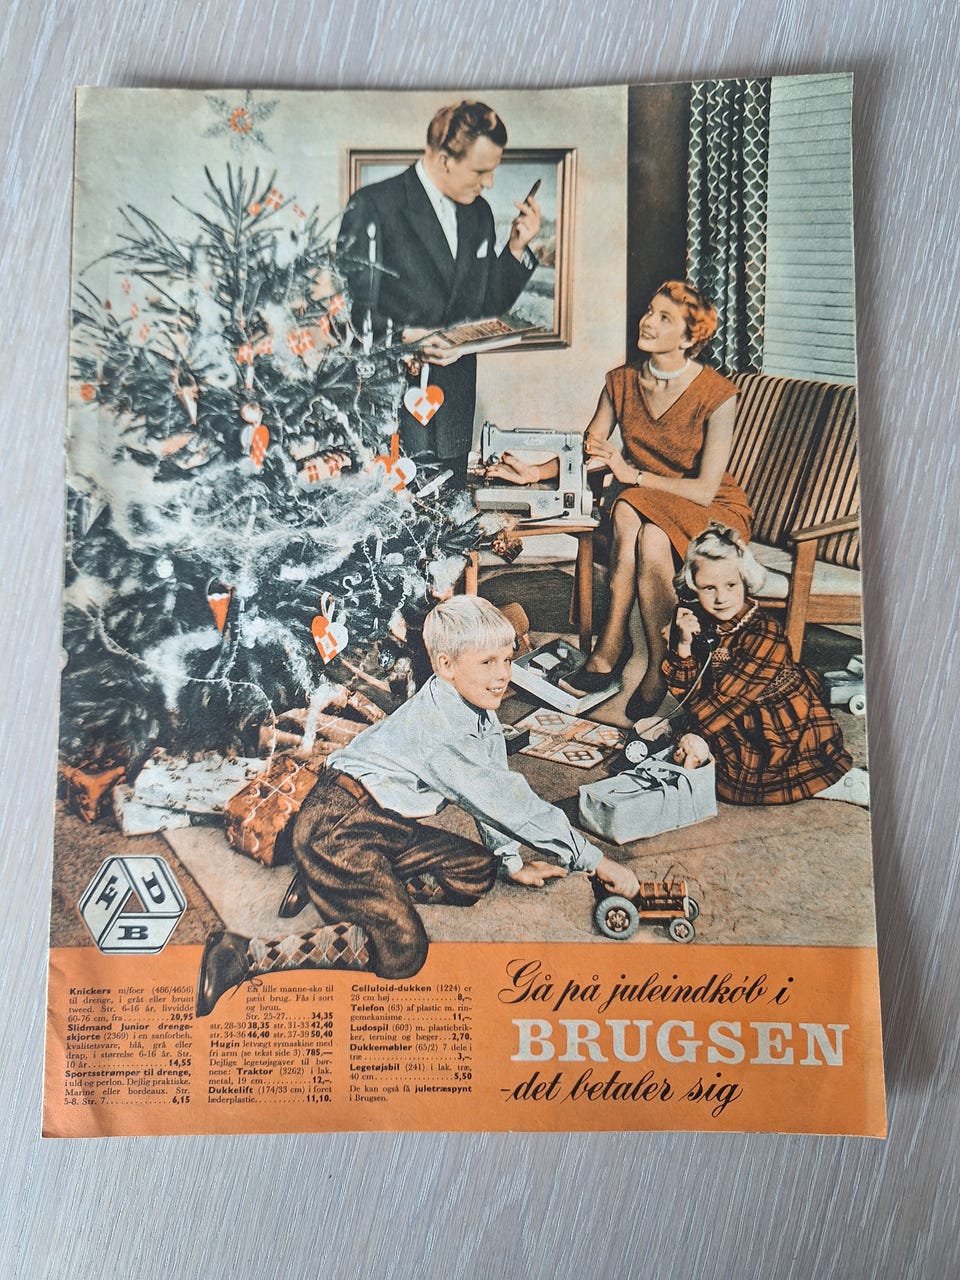 F D B
Gå på juleindkøb i
BRUGSEN
-det betaler sig
Knickers m/foer (486/4656)
til drenge, i gråt eller brunt
tweed. Str. 6-16 år, livvidde
60-76 cm, fra........... 20,95
Slidmand Junior drenge-
skjorte (2369) i en sanforiseh.
kvalitetsvare, blå, grå eller
drap, i størrelse 6-16 år. Str.
10 år.................... 14,55
Sportsstrømper til drenge,
i uld og perlon. Dejlig praktiske.
Marine eller bordeaux. Str.
5-8. Str. 7............... 6,15
En lille manne-sko til
pænt brug. Fås i sort
og brun.
Str. 25-27....... 34,35
str. 28-30 38,35 str. 31-33 42,40
str. 34-36 46,40 str. 37-39 50,40
Hugin letvægt symaskine med
fri arm (se tekst side 3). 785,—
Dejlige legetøjsgaver til bør-
nene: Traktor (3262) i lak.
metal, 19 cm........... 12,–.
Dukkelift (174/33 cm) i foret
læderplastic............ 11,10.
Celluloid-dukken (1224) er
28 cm høj............... 8,–.
Telefon (63) af plastic m. rin-
gemekanisme............ 11,–.
Ludospil (603) m. plasticbrik-
ker, terning og bæger... 2,70.
Dukkemøbler (65/2) 7 dele i
træ..................... 3,–.
Legetøjsbil (241) i lak. træ,
40 cm................... 5,50
De kan også få juletræspynt
i Brugsen.